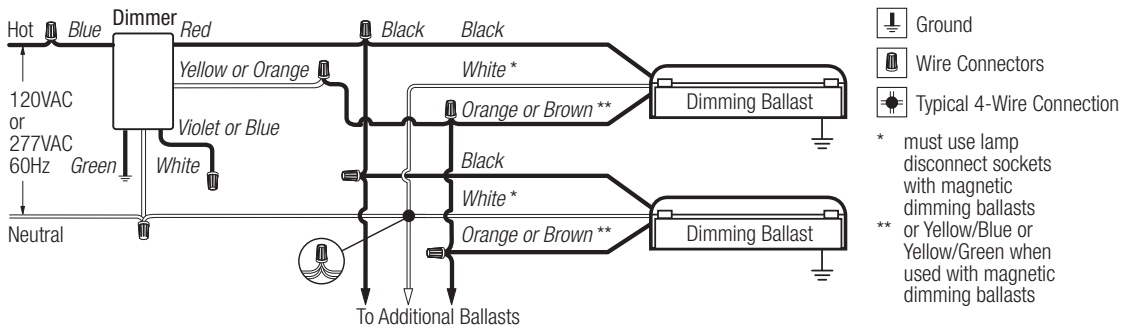 Dimmer
Hot
Blue
Red
Black
Black
Yellow or Orange
White *
120VAC
or
277VAC
60Hz
Orange or Brown **
Dimming Ballast
Violet or Blue
Green
White
Black
White *
Neutral
Orange or Brown **
Dimming Ballast
To Additional Ballasts
Ground
Wire Connectors
Typical 4-Wire Connection
* must use lamp
disconnect sockets
with magnetic
dimming ballasts
** or Yellow/Blue or
Yellow/Green when
used with magnetic
dimming ballasts